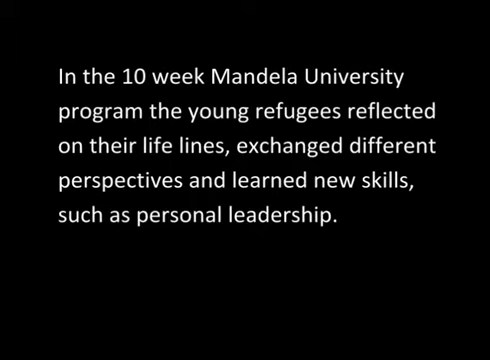 In the 10 week Mandela University
program the young refugees reflected
on their life lines, exchanged different
perspectives and learned new skills,
such as personal leadership.